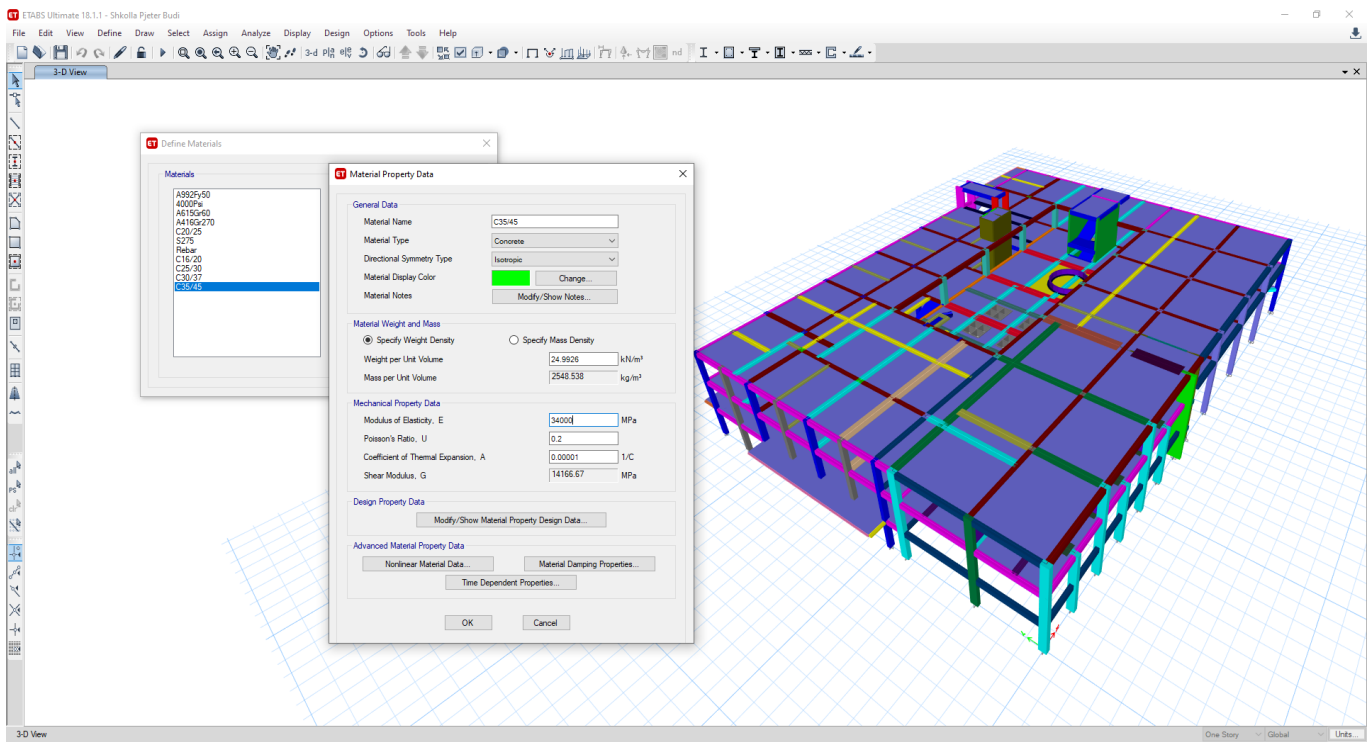 ETABS Ultimate 18.1.1 - Shkolla Pjeter Budi
File Edit View Define Draw Select Assign Analyze Display Design Options Tools Help
3-d
nd
3-D View
ET Define Materials
Materials
A992Fy50
4000Psi
A615Gr60
A416Gr270
C20/25
S275
Rebar
C16/20
C25/30
C30/37
C35/45
ET Material Property Data
General Data
Material Name C35/45
Material Type Concrete
Directional Symmetry Type Isotropic
Material Display Color Change...
Material Notes Modify/Show Notes...
Material Weight and Mass
Specify Weight Density Specify Mass Density
Weight per Unit Volume 24.9926 kN/m³
Mass per Unit Volume 2548.538 kg/m³
Mechanical Property Data
Modulus of Elasticity, E 34000 MPa
Poisson's Ratio, U 0.2
Coefficient of Thermal Expansion, A 0.00001 1/C
Shear Modulus, G 14166.67 MPa
Design Property Data
Modify/Show Material Property Design Data...
Advanced Material Property Data
Nonlinear Material Data... Material Damping Properties...
Time Dependent Properties...
OK Cancel
3-D View One Story Global Units...